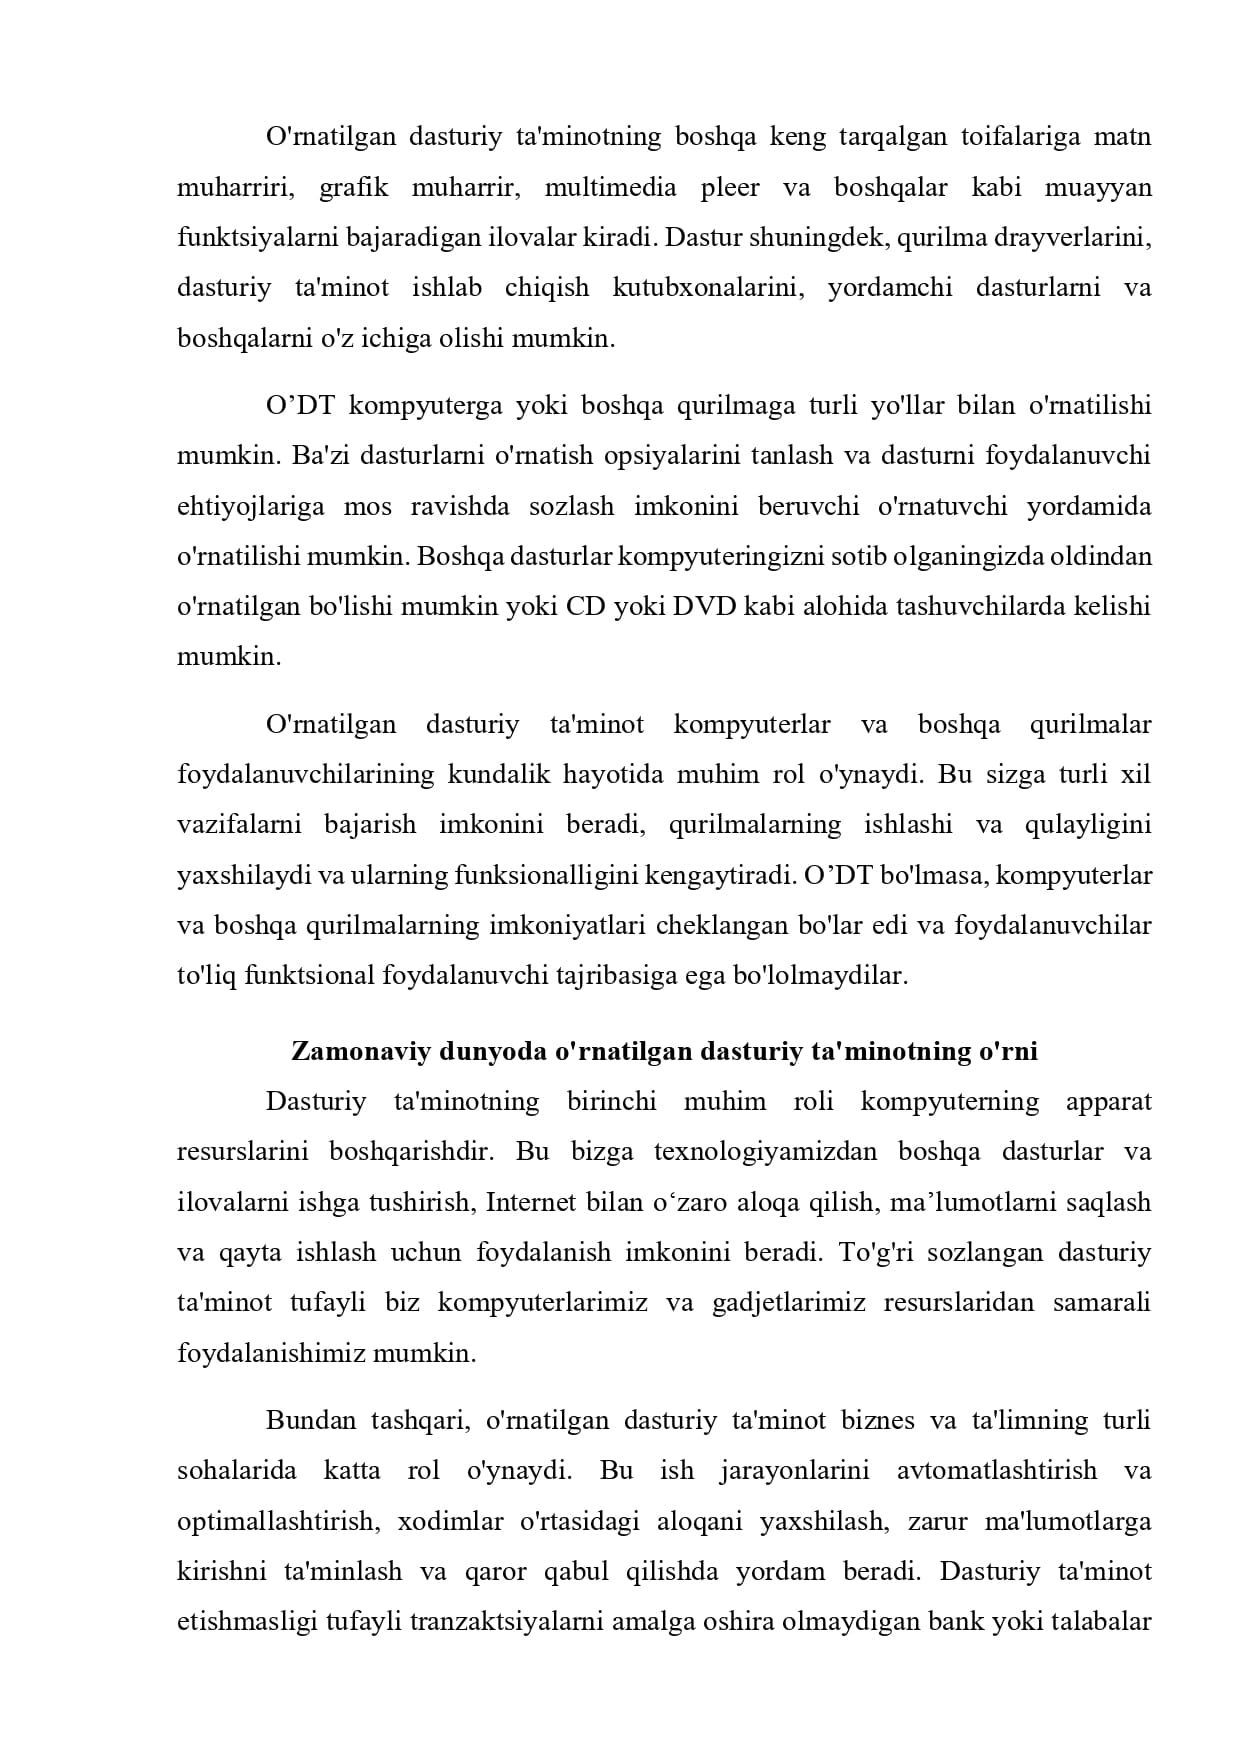 O'rnatilgan dasturiy ta'minotning boshqa keng tarqalgan toifalariga matn
muharriri, grafik muharrir, multimedia pleer va boshqalar kabi muayyan
funktsiyalarni bajaradigan ilovalar kiradi. Dastur shuningdek, qurilma drayverlarini,
dasturiy ta'minot ishlab chiqish kutubxonalarini, yordamchi dasturlarni va
boshqalarni o'z ichiga olishi mumkin.
O’DT kompyuterga yoki boshqa qurilmaga turli yo'llar bilan o'rnatilishi
mumkin. Ba'zi dasturlarni o'rnatish opsiyalarini tanlash va dasturni foydalanuvchi
ehtiyojlariga mos ravishda sozlash imkonini beruvchi o'rnatuvchi yordamida
o'rnatilishi mumkin. Boshqa dasturlar kompyuteringizni sotib olganingizda oldindan
o'rnatilgan bo'lishi mumkin yoki CD yoki DVD kabi alohida tashuvchilarda kelishi
mumkin.
O'rnatilgan dasturiy ta'minot kompyuterlar va boshqa qurilmalar
foydalanuvchilarining kundalik hayotida muhim rol o'ynaydi. Bu sizga turli xil
vazifalarni bajarish imkonini beradi, qurilmalarning ishlashi va qulayligini
yaxshilaydi va ularning funksionalligini kengaytiradi. O’DT bo'lmasa, kompyuterlar
va boshqa qurilmalarning imkoniyatlari cheklangan bo'lar edi va foydalanuvchilar
to'liq funktsional foydalanuvchi tajribasiga ega bo'lolmaydilar.
Zamonaviy dunyoda o'rnatilgan dasturiy ta'minotning o'rni
Dasturiy ta'minotning birinchi muhim roli kompyuterning apparat
resurslarini boshqarishdir. Bu bizga texnologiyamizdan boshqa dasturlar va
ilovalarni ishga tushirish, Internet bilan o‘zaro aloqa qilish, ma’lumotlarni saqlash
va qayta ishlash uchun foydalanish imkonini beradi. To'g'ri sozlangan dasturiy
ta'minot tufayli biz kompyuterlarimiz va gadjetlarimiz resurslaridan samarali
foydalanishimiz mumkin.
Bundan tashqari, o'rnatilgan dasturiy ta'minot biznes va ta'limning turli
sohalarida katta rol o'ynaydi. Bu ish jarayonlarini avtomatlashtirish va
optimallashtirish, xodimlar o'rtasidagi aloqani yaxshilash, zarur ma'lumotlarga
kirishni ta'minlash va qaror qabul qilishda yordam beradi. Dasturiy ta'minot
etishmasligi tufayli tranzaktsiyalarni amalga oshira olmaydigan bank yoki talabalar